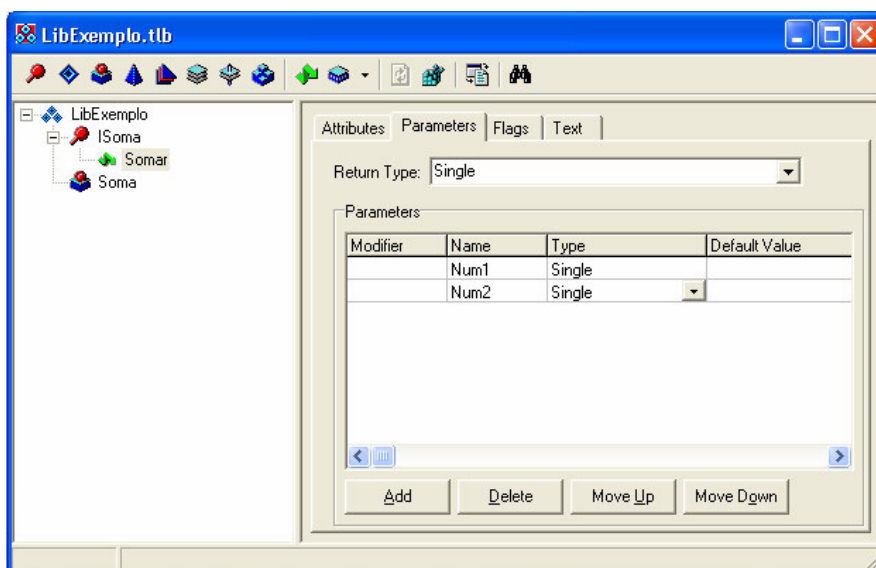 LibExemplo.tlb
LibExemplo
ISoma
Somar
Soma
Attributes Parameters Flags Text
Return Type: Single
Parameters
Modifier Name Type Default Value
Num1 Single
Num2 Single
Add Delete Move Up Move Down